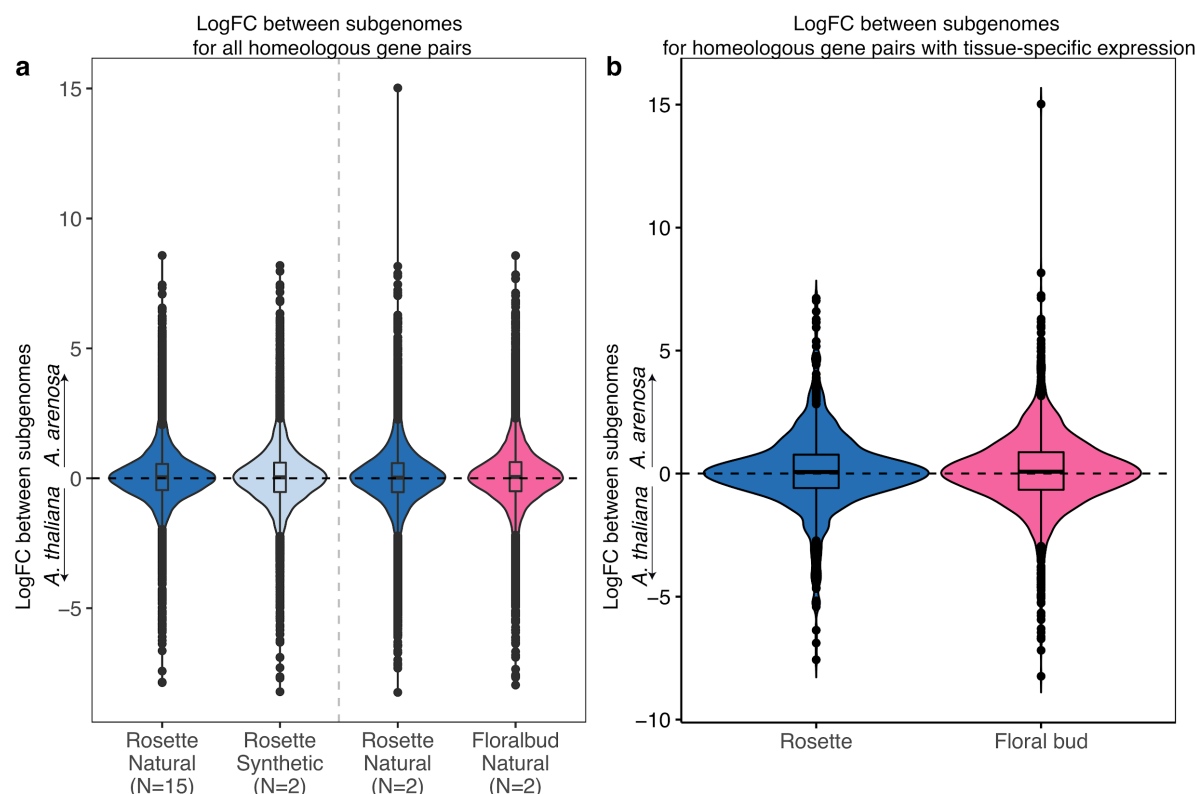 LogFC between subgenomes
for all homeologous gene pairs
a
LogFC between subgenomes
A. thaliana
A. arenosa
15
10
5
0
−5
Rosette
Natural
(N=15)
Rosette
Synthetic
(N=2)
Rosette
Natural
(N=2)
Floralbud
Natural
(N=2)
LogFC between subgenomes
for homeologous gene pairs with tissue-specific expression
b
LogFC between subgenomes
A. thaliana
A. arenosa
15
10
5
0
−5
−10
Rosette
Floral bud